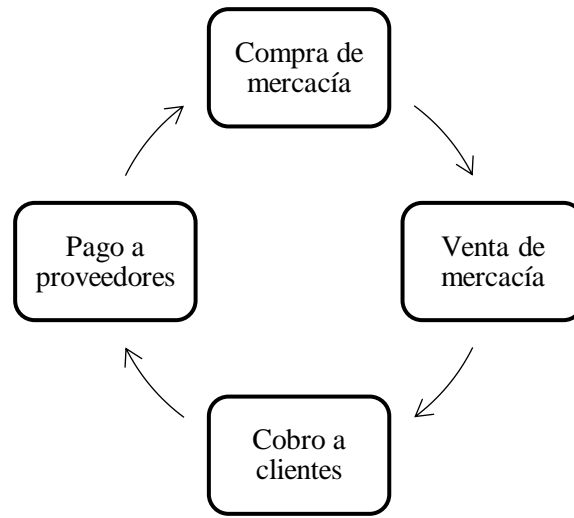 Compra de
mercacía
Venta de
mercacía
Cobro a
clientes
Pago a
proveedores